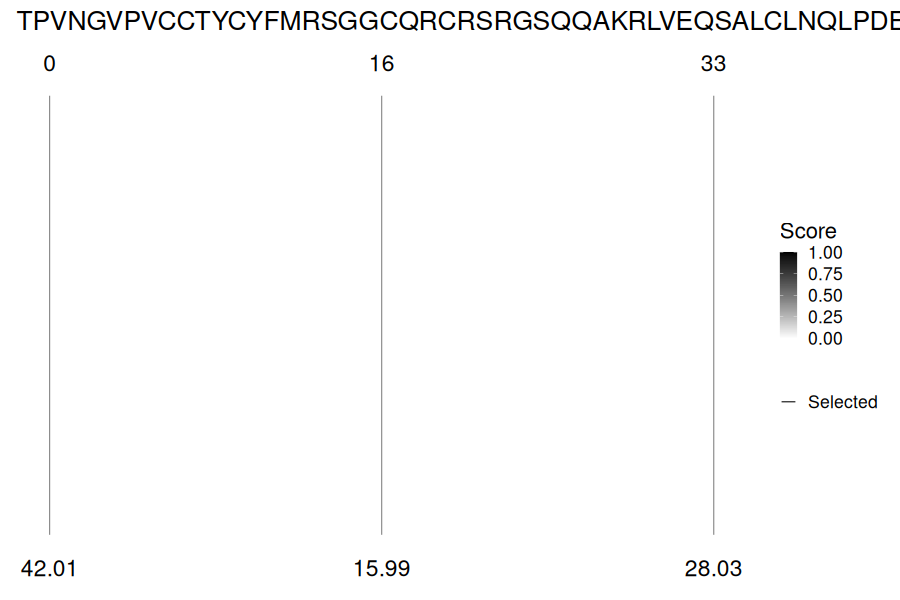 TPVNGVPVCCTYCYFMRSGGCQRCRSRGSQQAKRLVEQSALCLNQLPDE
0 16 33
Score
1.00
0.75
0.50
0.25
0.00
Selected
42.01 15.99 28.03